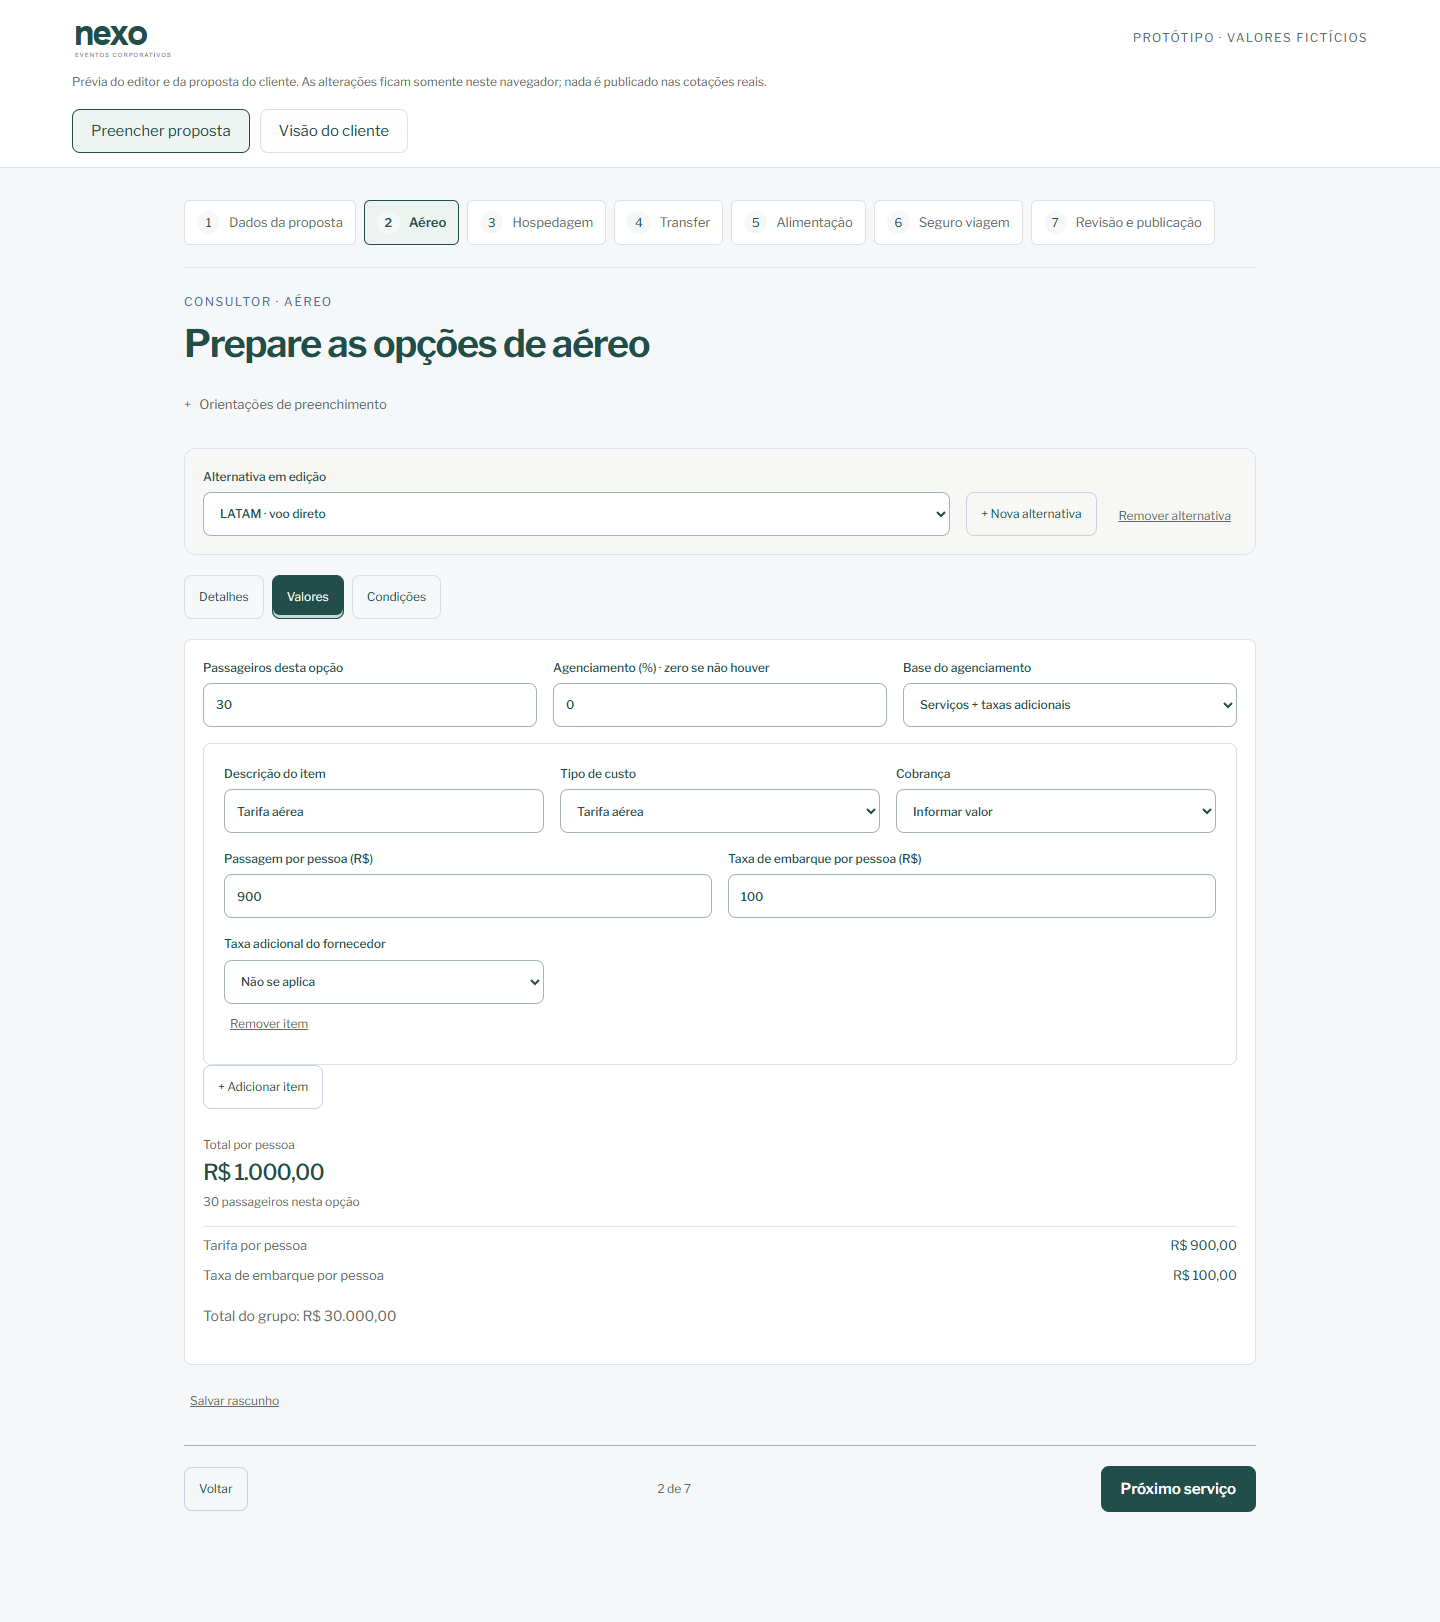 nexo
EVENTOS CORPORATIVOS
PROTÓTIPO · VALORES FICTÍCIOS
Prévia do editor e da proposta do cliente. As alterações ficam somente neste navegador; nada é publicado nas cotações reais.
Preencher proposta
Visão do cliente
1 Dados da proposta
2 Aéreo
3 Hospedagem
4 Transfer
5 Alimentação
6 Seguro viagem
7 Revisão e publicação
CONSULTOR · AÉREO
Prepare as opções de aéreo
+ Orientações de preenchimento
Alternativa em edição
LATAM · voo direto
+ Nova alternativa
Remover alternativa
Detalhes
Valores
Condições
Passageiros desta opção
Agenciamento (%) · zero se não houver
Base do agenciamento
30
0
Serviços + taxas adicionais
Descrição do item
Tipo de custo
Cobrança
Tarifa aérea
Tarifa aérea
Informar valor
Passagem por pessoa (R$)
Taxa de embarque por pessoa (R$)
900
100
Taxa adicional do fornecedor
Não se aplica
Remover item
+ Adicionar item
Total por pessoa
R$ 1.000,00
30 passageiros nesta opção
Tarifa por pessoa R$ 900,00
Taxa de embarque por pessoa R$ 100,00
Total do grupo: R$ 30.000,00
Salvar rascunho
Voltar
2 de 7
Próximo serviço